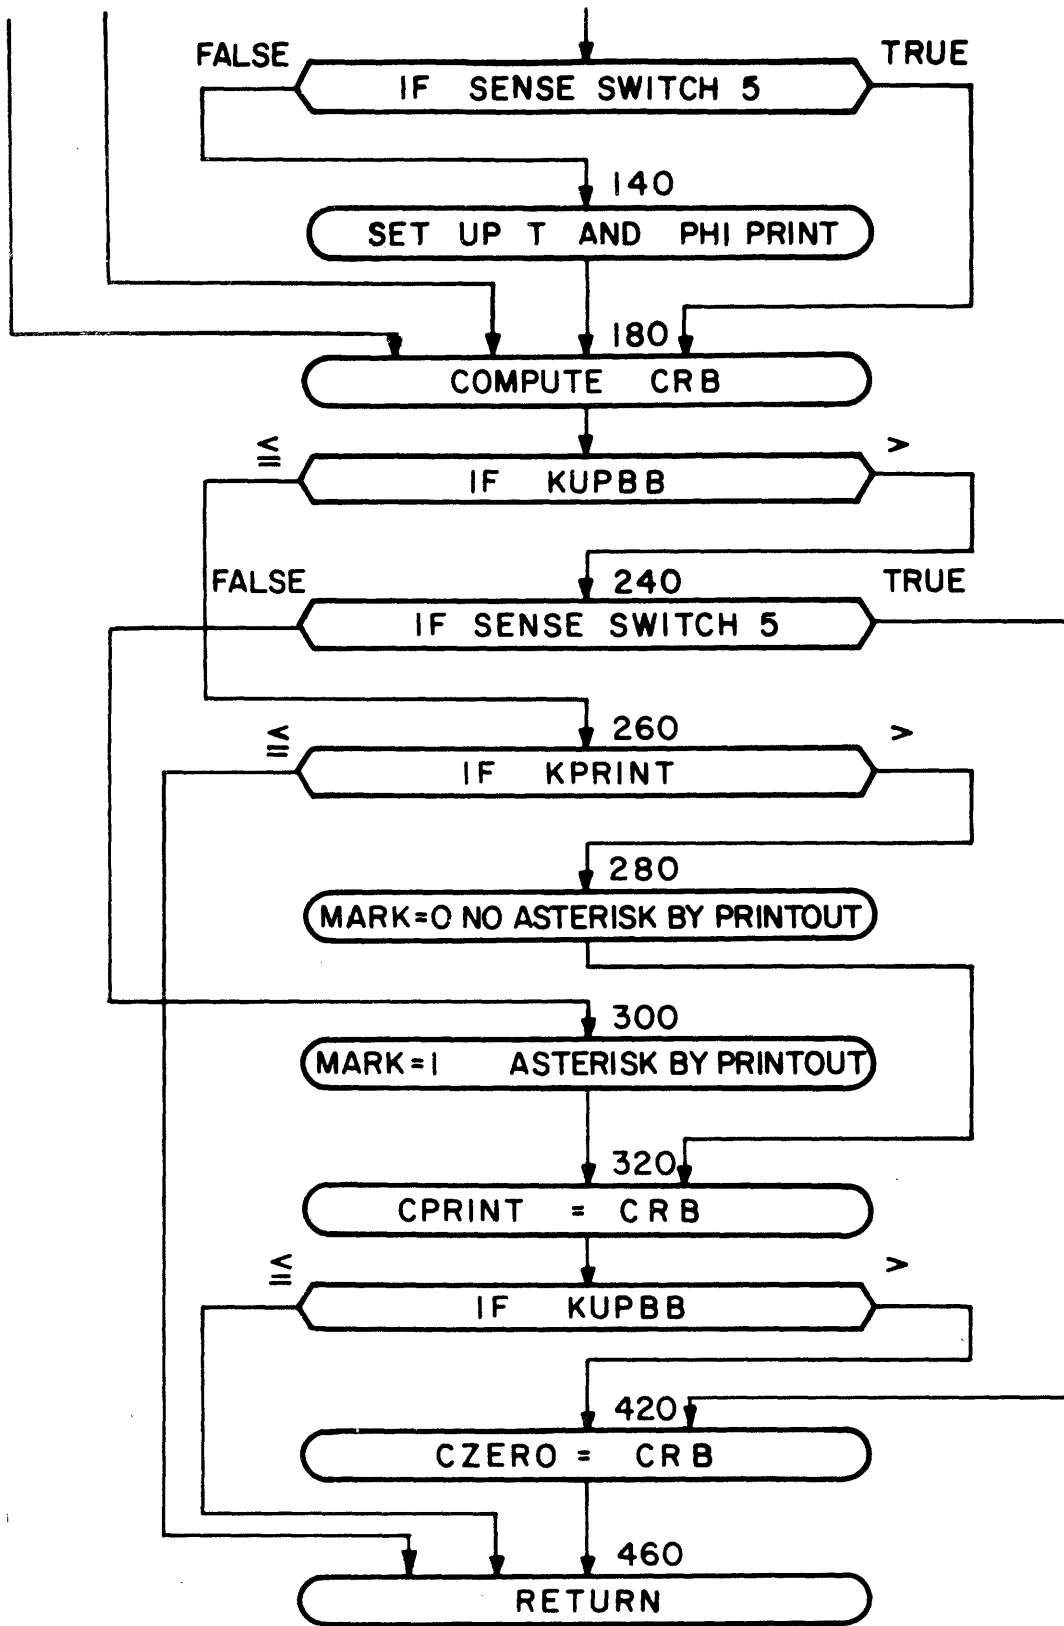 FALSE TRUE
IF SENSE SWITCH 5
140
SET UP T AND PHI PRINT
180
COMPUTE CRB
≦ >
IF KUPBB
FALSE 240 TRUE
IF SENSE SWITCH 5
260
≦ >
IF KPRINT
280
MARK=0 NO ASTERISK BY PRINTOUT
300
MARK=1 ASTERISK BY PRINTOUT
320
CPRINT = CRB
≦ >
IF KUPBB
420
CZERO = CRB
460
RETURN